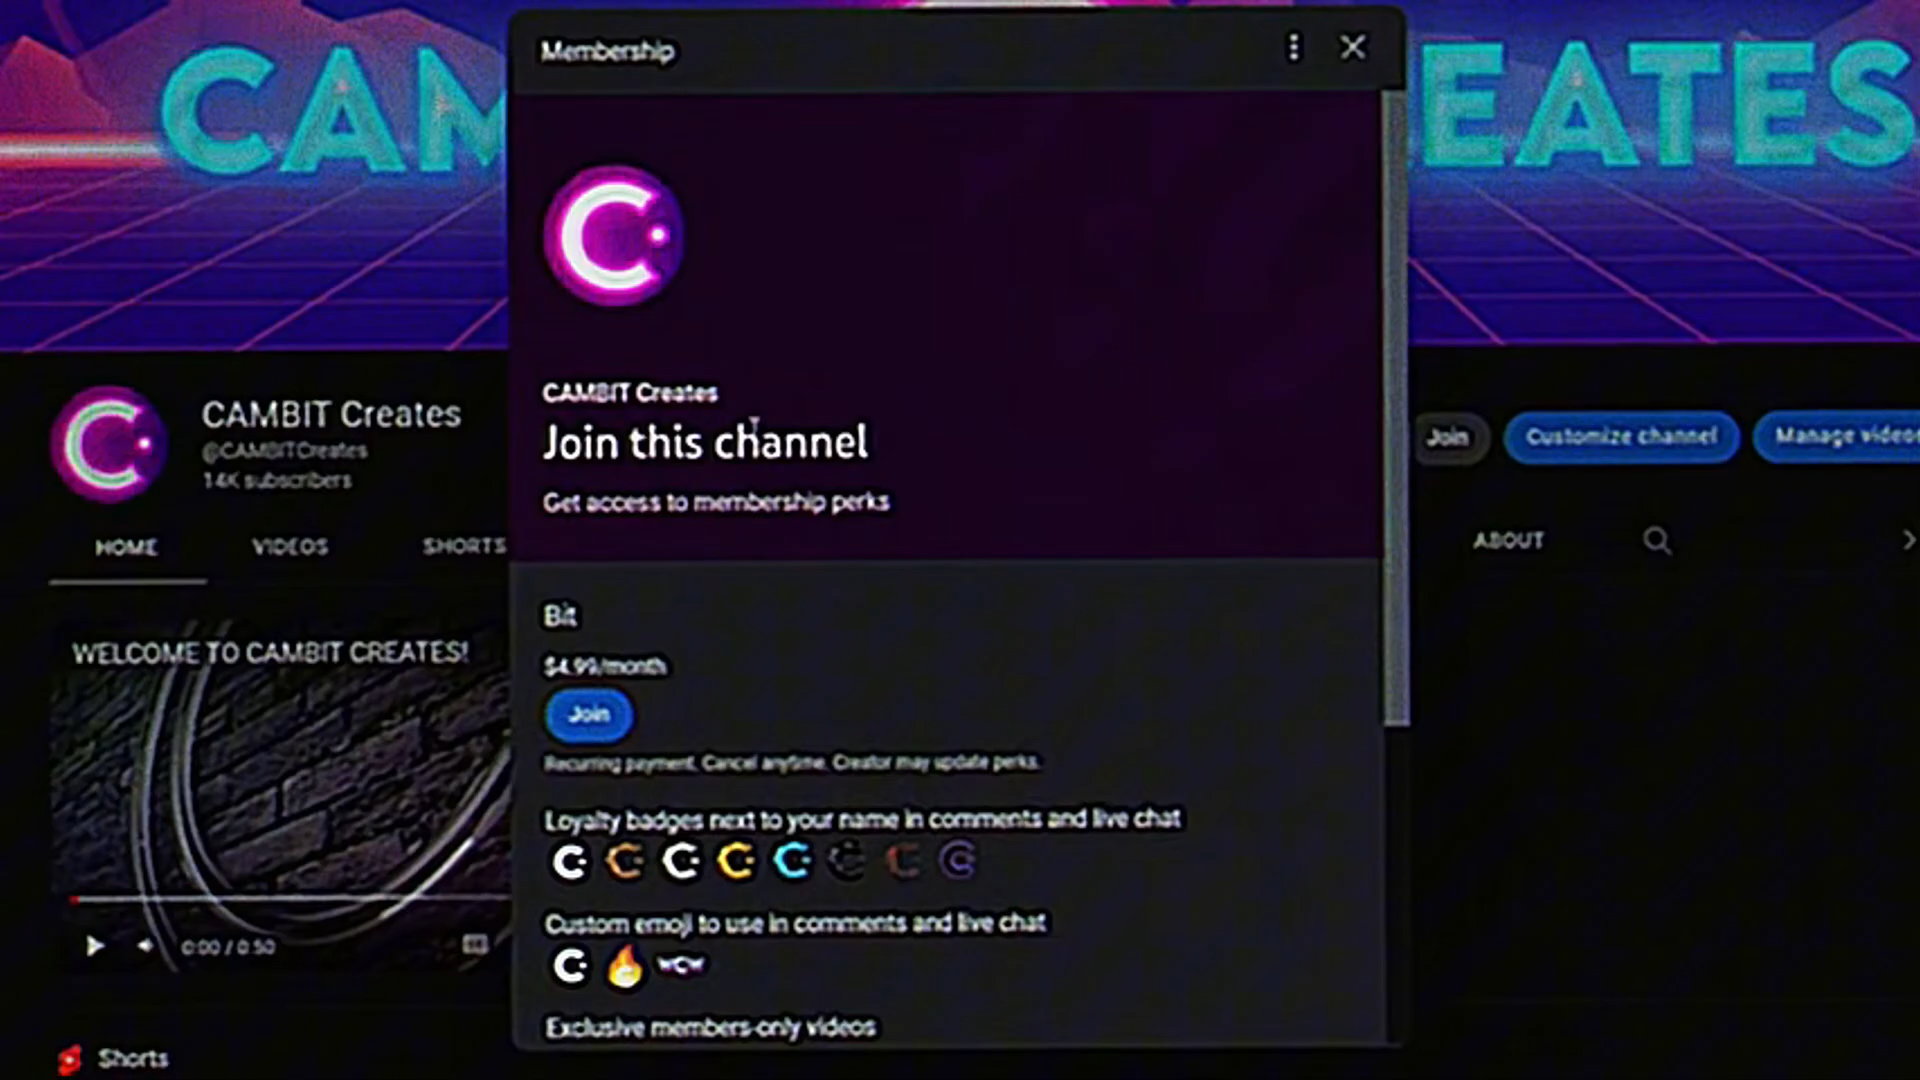 CAM
EATES
Membership
CAMBIT Creates
Join this channel
Get access to membership perks
CAMBIT Creates
@CAMBITCreates
14K subscribers
Join
Customize channel
Manage videos
HOME
VIDEOS
SHORTS
ABOUT
WELCOME TO CAMBIT CREATES!
0:00 / 0:50
Shorts
Bit
$4.99/month
Join
Recurring payment. Cancel anytime. Creator may update perks.
Loyalty badges next to your name in comments and live chat
Custom emoji to use in comments and live chat
Exclusive members-only videos